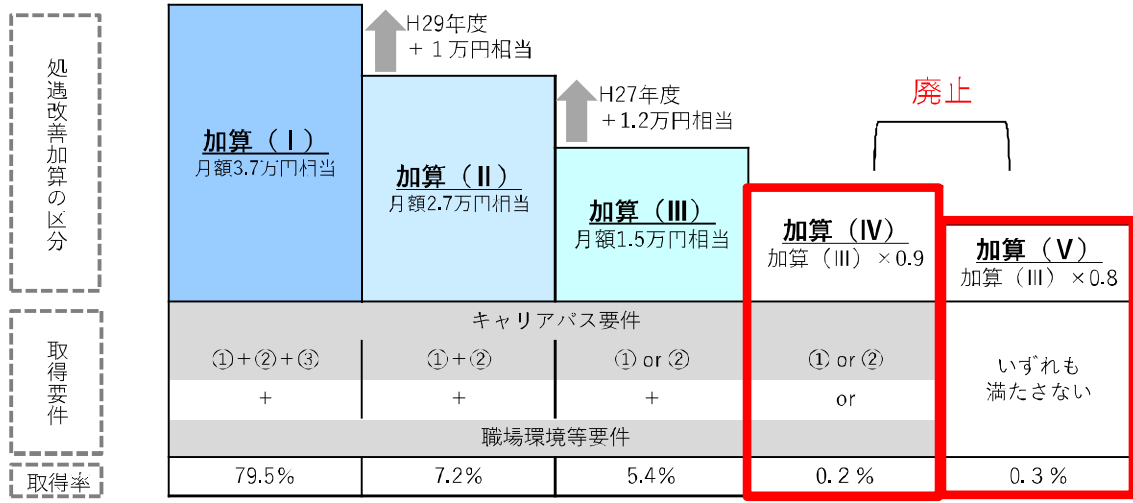 処遇改善加算の区分
加算（Ⅰ）
月額3.7万円相当
H29年度
＋１万円相当
加算（Ⅱ）
月額2.7万円相当
H27年度
＋1.2万円相当
加算（Ⅲ）
月額1.5万円相当
廃止
加算（Ⅳ）
加算（Ⅲ）×0.9
加算（Ⅴ）
加算（Ⅲ）×0.8
取得要件
キャリアパス要件
①＋②＋③
①＋②
① or ②
① or ②
いずれも
満たさない
+
+
+
or
職場環境等要件
取得率
79.5%
7.2%
5.4%
0.2％
0.3％